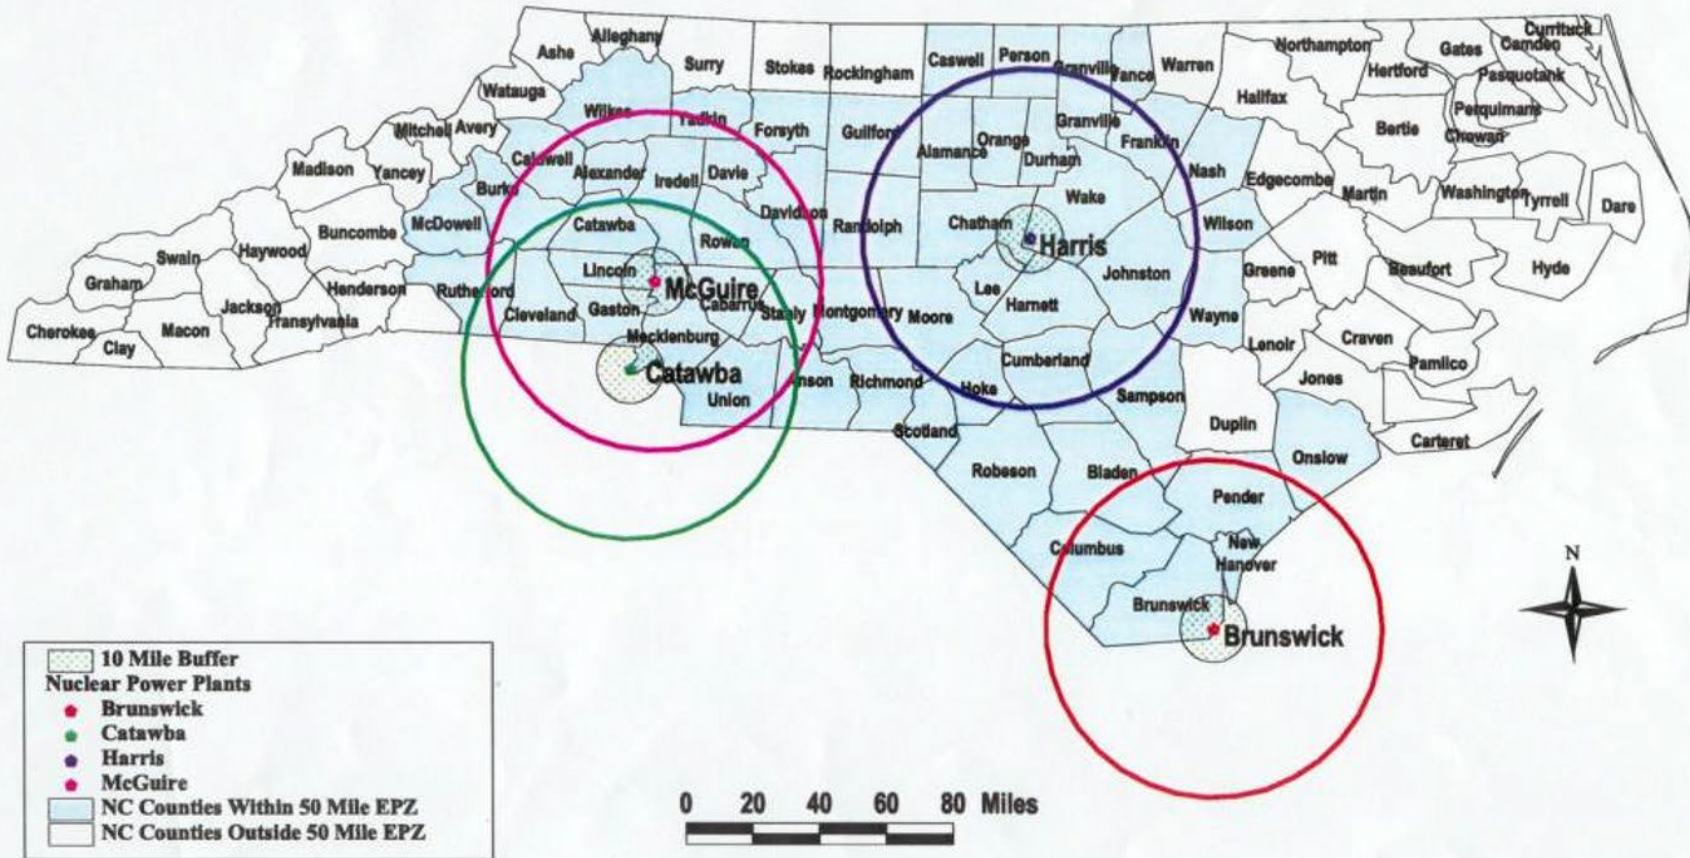 Alleghany
Ashe
Surry
Stokes
Rockingham
Caswell
Person
Granville
Vance
Warren
Northampton
Gates
Currituck
Camden
Pasquotank
Hertford
Perquimans
Chowan
Halifax
Bertie
Watauga
Wilkes
Yadkin
Forsyth
Guilford
Alamance
Orange
Durham
Granville
Franklin
Nash
Edgecombe
Martin
Washington
Tyrrell
Dare
Mitchell
Avery
Madison
Yancey
Caldwell
Alexander
Iredell
Davie
Burke
McDowell
Buncombe
Catawba
Rowan
Davidson
Randolph
Chatham
Wake
Harris
Wilson
Johnston
Greene
Pitt
Beaufort
Hyde
Haywood
Swain
Graham
Jackson
Henderson
Transylvania
Cherokee
Clay
Macon
Rutherford
Cleveland
Lincoln
Gaston
McGuire
Cabarrus
Mecklenburg
Stanly
Montgomery
Moore
Lee
Harnett
Wayne
Lenoir
Craven
Pamlico
Jones
Carteret
Catawba
Union
Anson
Richmond
Hoke
Cumberland
Sampson
Duplin
Onslow
Scotland
Robeson
Bladen
Pender
Columbus
New
Hanover
Brunswick
Brunswick
N
10 Mile Buffer
Nuclear Power Plants
Brunswick
Catawba
Harris
McGuire
NC Counties Within 50 Mile EPZ
NC Counties Outside 50 Mile EPZ
0 20 40 60 80 Miles